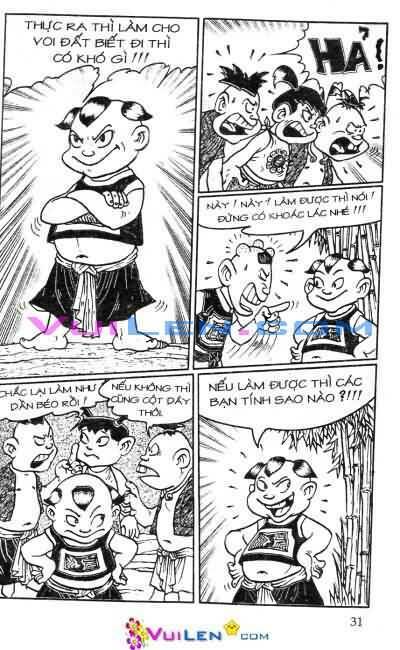 THỰC RA THÌ LÀM CHO
VOI ĐẤT BIẾT ĐI THÌ
CÓ KHÓ GÌ !!!
HẢ!
NÀY! NÀY! LÀM ĐƯỢC THÌ NÓI!
ĐỪNG CÓ KHOÁC LÁC NHÉ !!!
CHẮC LẠI LÀM NHƯ
DẦN BÉO RỒI!
NẾU KHÔNG THÌ
CŨNG CỘT DÂY
THÔI.
NẾU LÀM ĐƯỢC THÌ CÁC
BẠN TÍNH SAO NÀO ?!!!
VUILEN.COM
31
VUILEN.COM